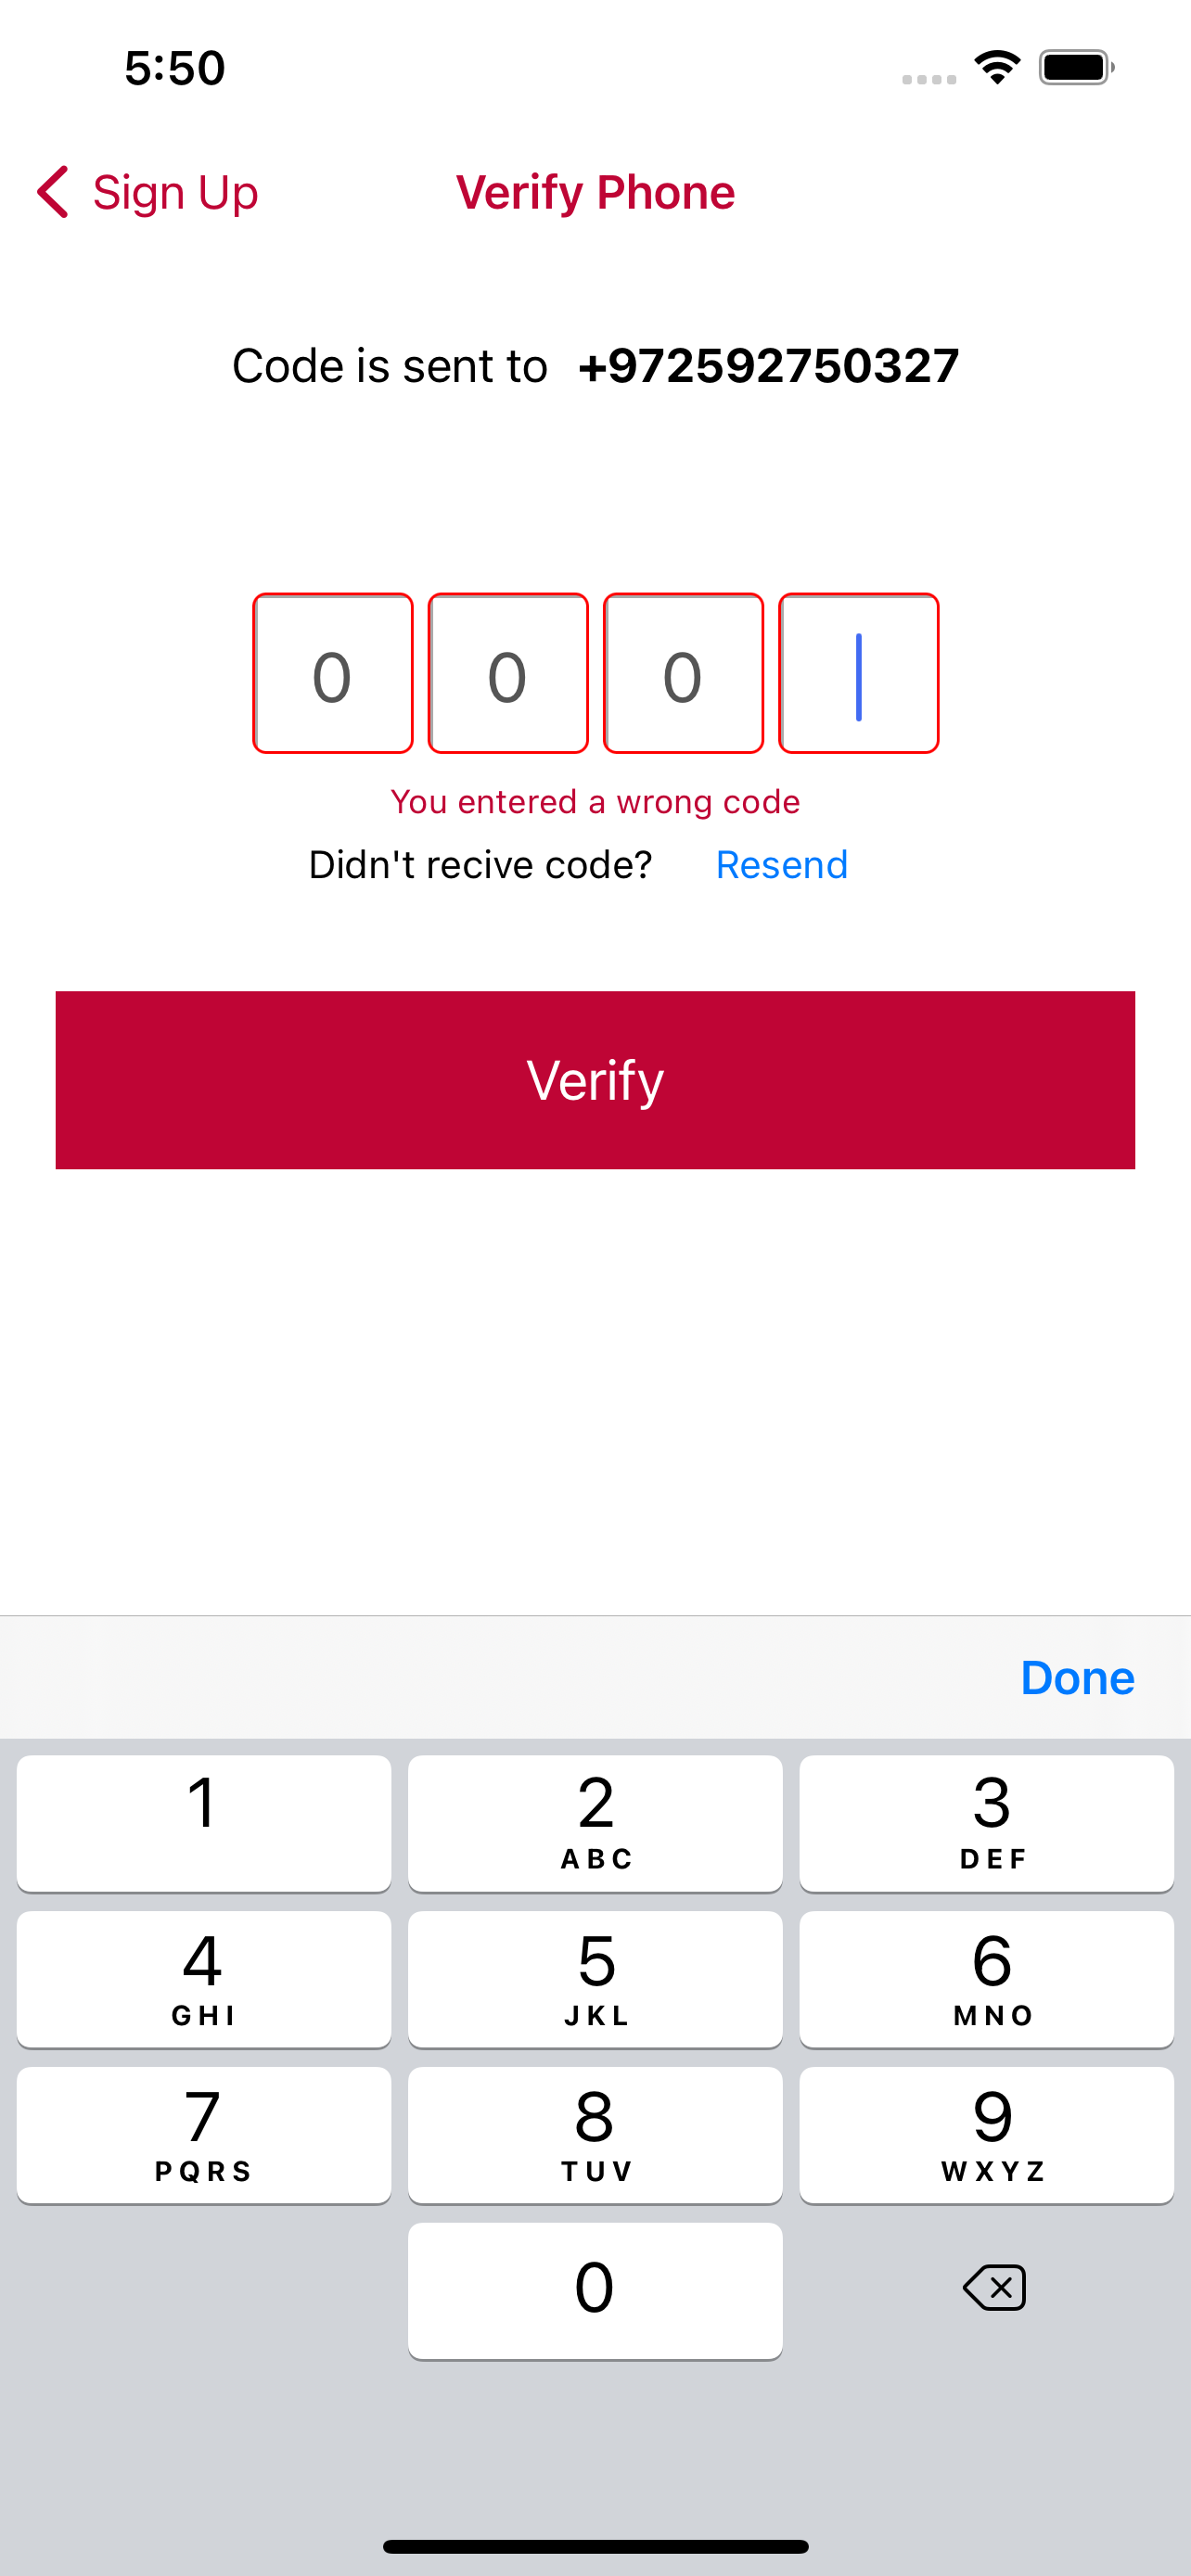 5:50
Sign Up Verify Phone
Code is sent to +972592750327
0 0 0
You entered a wrong code
Didn't recive code? Resend
Verify
Done
1 2 3
ABC DEF
4 5 6
GHI JKL MNO
7 8 9
PQRS TUV WXYZ
0